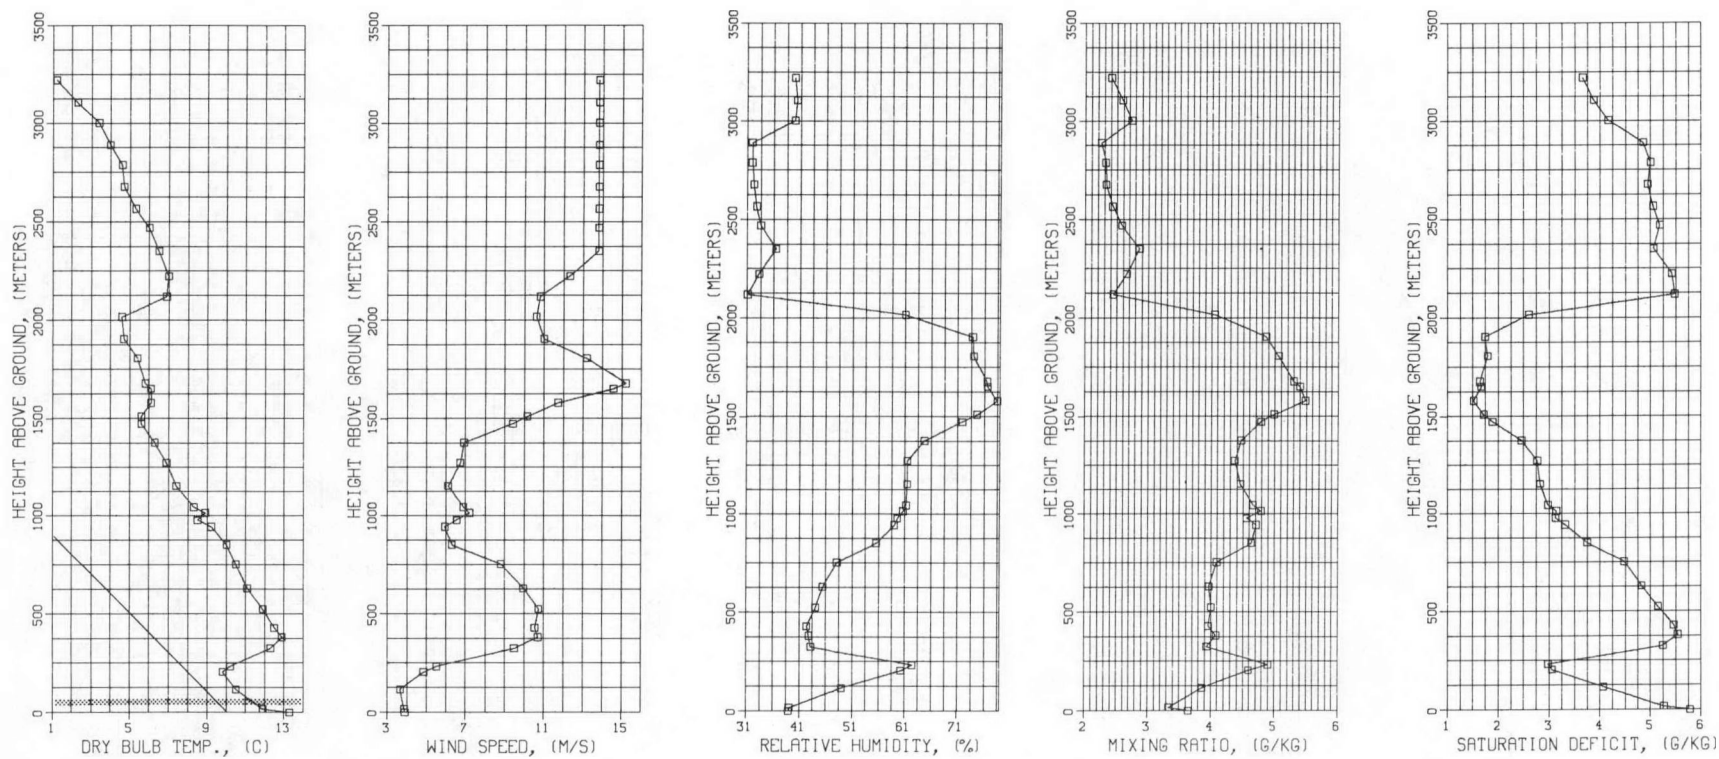 3500
3000
2500
2000
1500
1000
500
0
HEIGHT ABOVE GROUND, (METERS)
1 5 9 13
DRY BULB TEMP., (C)
3500
3000
2500
2000
1500
1000
500
0
HEIGHT ABOVE GROUND, (METERS)
3 7 11 15
WIND SPEED, (M/S)
3500
3000
2500
2000
1500
1000
500
0
HEIGHT ABOVE GROUND, (METERS)
31 41 51 61 71
RELATIVE HUMIDITY, (%)
3500
3000
2500
2000
1500
1000
500
0
HEIGHT ABOVE GROUND, (METERS)
2 3 4 5 6
MIXING RATIO, (G/KG)
3500
3000
2500
2000
1500
1000
500
0
HEIGHT ABOVE GROUND, (METERS)
1 2 3 4 5 6
SATURATION DEFICIT, (G/KG)